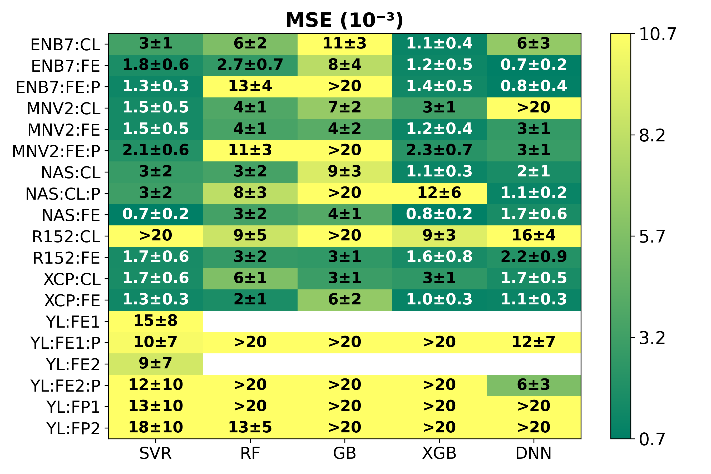 MSE (10⁻³)
ENB7:CL 3±1 6±2 11±3 1.1±0.4 6±3
ENB7:FE 1.8±0.6 2.7±0.7 8±4 1.2±0.5 0.7±0.2
ENB7:FE:P 1.3±0.3 13±4 >20 1.4±0.5 0.8±0.4
MNV2:CL 1.5±0.5 4±1 7±2 3±1 >20
MNV2:FE 1.5±0.5 4±1 4±2 1.2±0.4 3±1
MNV2:FE:P 2.1±0.6 11±3 >20 2.3±0.7 3±1
NAS:CL 3±2 3±2 9±3 1.1±0.3 2±1
NAS:CL:P 3±2 8±3 >20 12±6 1.1±0.2
NAS:FE 0.7±0.2 3±2 4±1 0.8±0.2 1.7±0.6
R152:CL >20 9±5 >20 9±3 16±4
R152:FE 1.7±0.6 3±2 3±1 1.6±0.8 2.2±0.9
XCP:CL 1.7±0.6 6±1 3±1 3±1 1.7±0.5
XCP:FE 1.3±0.3 2±1 6±2 1.0±0.3 1.1±0.3
YL:FE1 15±8
YL:FE1:P 10±7 >20 >20 >20 12±7
YL:FE2 9±7
YL:FE2:P 12±10 >20 >20 >20 6±3
YL:FP1 13±10 >20 >20 >20 >20
YL:FP2 18±10 13±5 >20 >20 >20
SVR RF GB XGB DNN
10.7
8.2
5.7
3.2
0.7